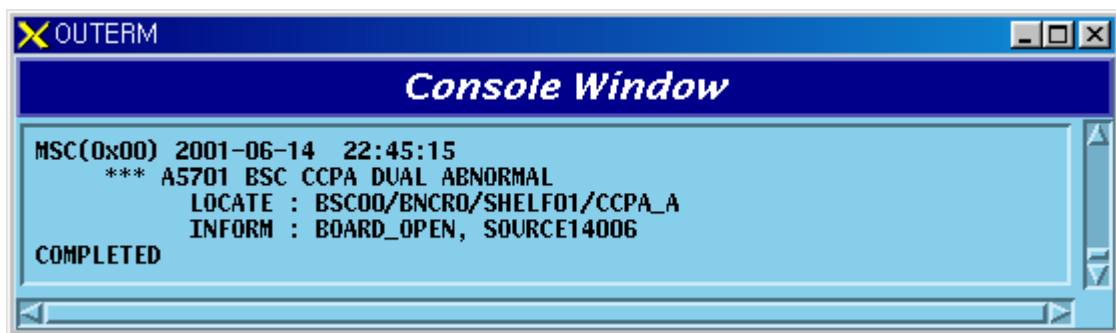 OUTERM
Console Window
MSC(0x00) 2001-06-14 22:45:15
*** A5701 BSC CCPA DUAL ABNORMAL
LOCATE : BSC00/BNCR0/SHELF01/CCPA_A
INFORM : BOARD_OPEN, SOURCE14006
COMPLETED